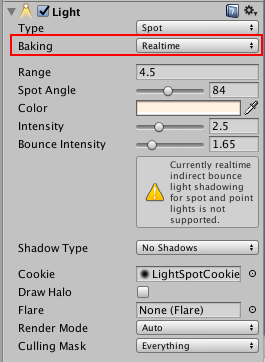 Light
Type Spot
Baking Realtime
Range 4.5
Spot Angle 84
Color
Intensity 2.5
Bounce Intensity 1.65
Currently realtime
indirect bounce
light shadowing
for spot and point
lights is not
supported.
Shadow Type No Shadows
Cookie LightSpotCookie
Draw Halo
Flare None (Flare)
Render Mode Auto
Culling Mask Everything